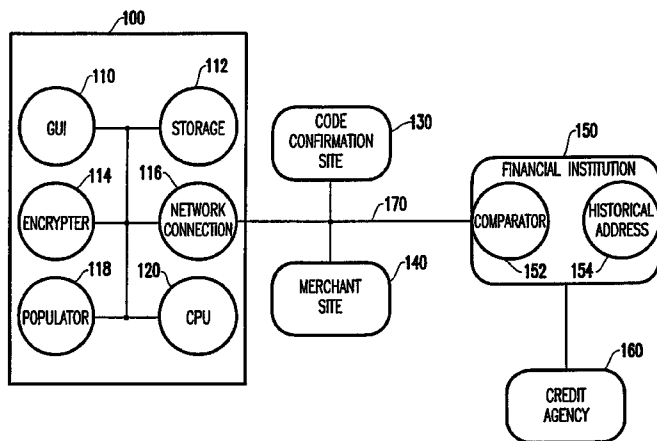 100
110
GUI
112
STORAGE
114
ENCRYPTER
116
NETWORK
CONNECTION
118
POPULATOR
120
CPU
CODE
CONFIRMATION
SITE
130
170
MERCHANT
SITE
140
150
FINANCIAL INSTITUTION
COMPARATOR
152
HISTORICAL
ADDRESS
154
160
CREDIT
AGENCY